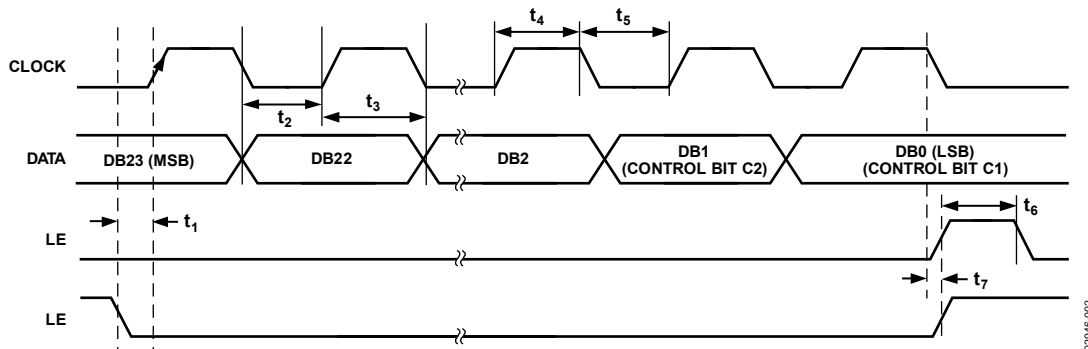 t4
t5
CLOCK
t2
t3
DATA
DB23 (MSB)
DB22
DB2
DB1
(CONTROL BIT C2)
DB0 (LSB)
(CONTROL BIT C1)
t1
t6
LE
t7
LE